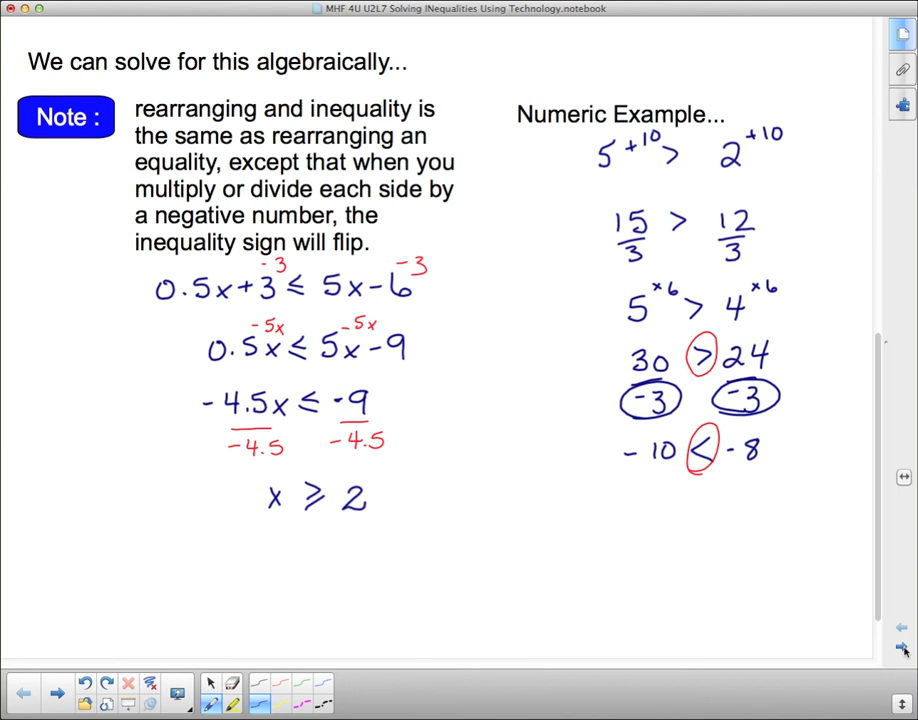 MHF 4U U2L7 Solving INequalities Using Technology.notebook
We can solve for this algebraically...
Note :
rearranging and inequality is
the same as rearranging an
equality, except that when you
multiply or divide each side by
a negative number, the
inequality sign will flip.
0.5x+3 -3 ≤ 5x-6 -3
0.5x -5x ≤ 5x -5x -9
-4.5x ≤ -9
-4.5 -4.5
x ≥ 2
Numeric Example...
5 +10 > 2 +10
15 > 12
3 3
5 ×6 > 4 ×6
30 > 24
-3 -3
-10 < -8